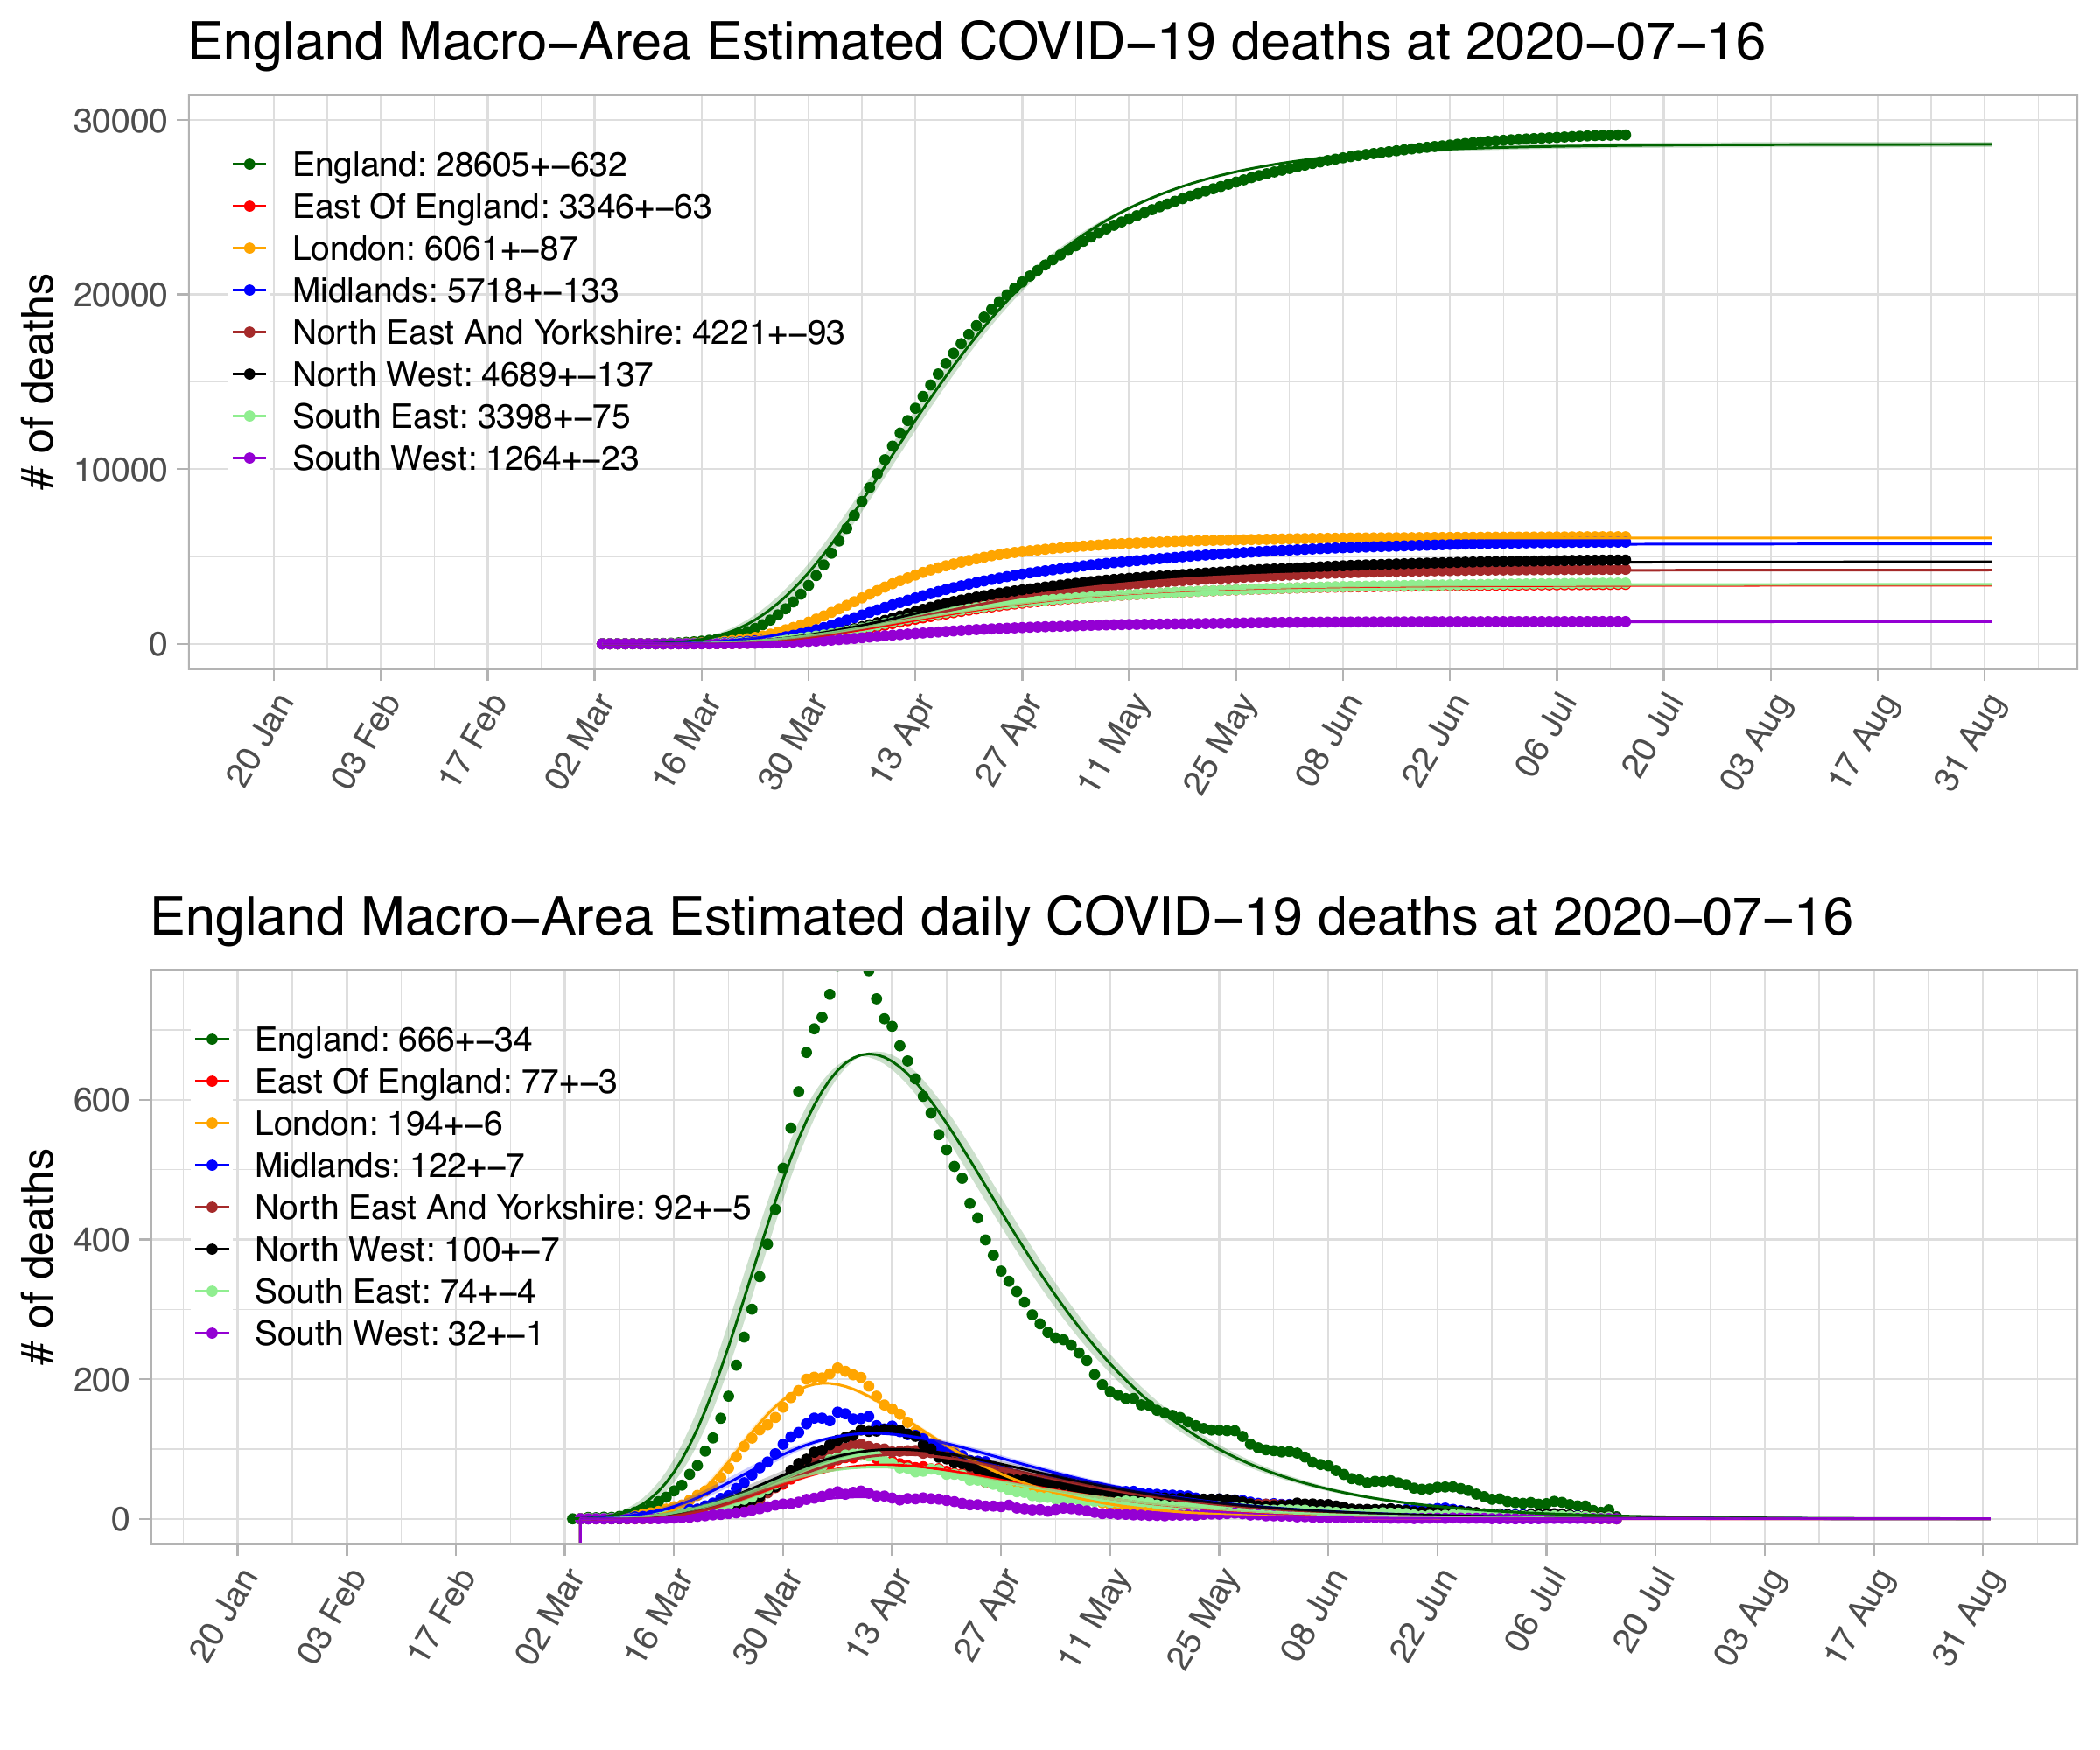 England Macro−Area Estimated COVID−19 deaths at 2020−07−16
# of deaths
30000
20000
10000
0
England: 28605+−632
East Of England: 3346+−63
London: 6061+−87
Midlands: 5718+−133
North East And Yorkshire: 4221+−93
North West: 4689+−137
South East: 3398+−75
South West: 1264+−23
20 Jan
03 Feb
17 Feb
02 Mar
16 Mar
30 Mar
13 Apr
27 Apr
11 May
25 May
08 Jun
22 Jun
06 Jul
20 Jul
03 Aug
17 Aug
31 Aug
England Macro−Area Estimated daily COVID−19 deaths at 2020−07−16
# of deaths
600
400
200
0
England: 666+−34
East Of England: 77+−3
London: 194+−6
Midlands: 122+−7
North East And Yorkshire: 92+−5
North West: 100+−7
South East: 74+−4
South West: 32+−1
20 Jan
03 Feb
17 Feb
02 Mar
16 Mar
30 Mar
13 Apr
27 Apr
11 May
25 May
08 Jun
22 Jun
06 Jul
20 Jul
03 Aug
17 Aug
31 Aug